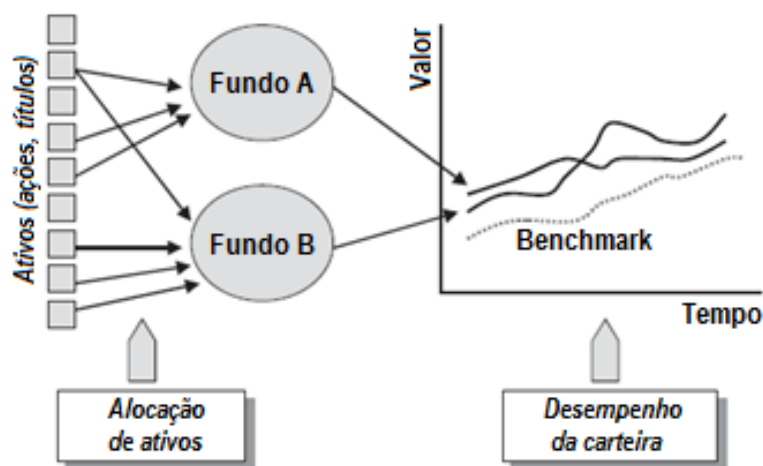 Ativos (ações, títulos)
Fundo A
Fundo B
Valor
Benchmark
Tempo
Alocação
de ativos
Desempenho
da carteira